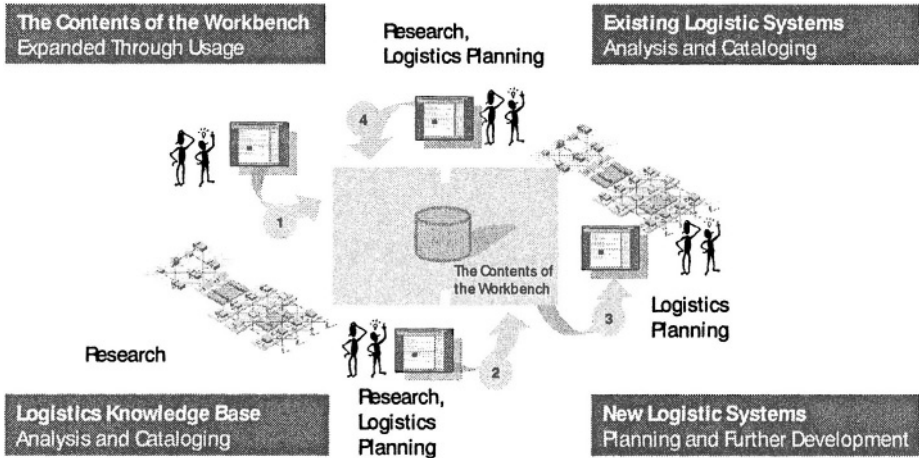 The Contents of the Workbench
Expanded Through Usage
Research,
Logistics Planning
Existing Logistic Systems
Analysis and Cataloging
4
1
The Contents of
the Workbench
3
Logistics
Planning
Research
2
Research,
Logistics
Planning
Logistics Knowledge Base
Analysis and Cataloging
New Logistic Systems
Planning and Further Development